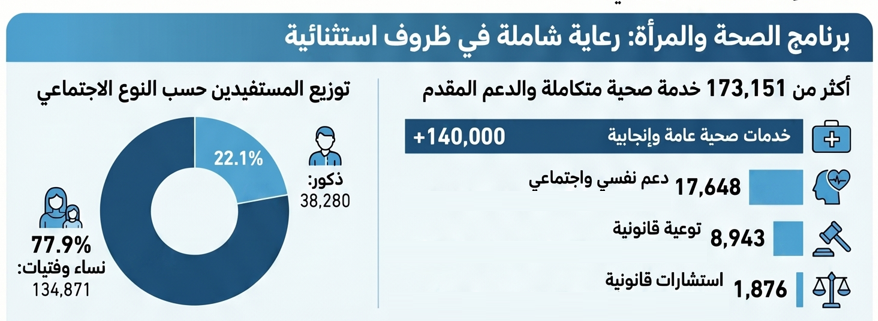 برنامج الصحة والمرأة: رعاية شاملة في ظروف استثنائية
أكثر من 173,151 خدمة صحية متكاملة والدعم المقدم
خدمات صحية عامة وإنجابية
+140,000
دعم نفسي واجتماعي
17,648
توعية قانونية
8,943
استشارات قانونية
1,876
توزيع المستفيدين حسب النوع الاجتماعي
22.1%
ذكور:
38,280
77.9%
نساء وفتيات:
134,871